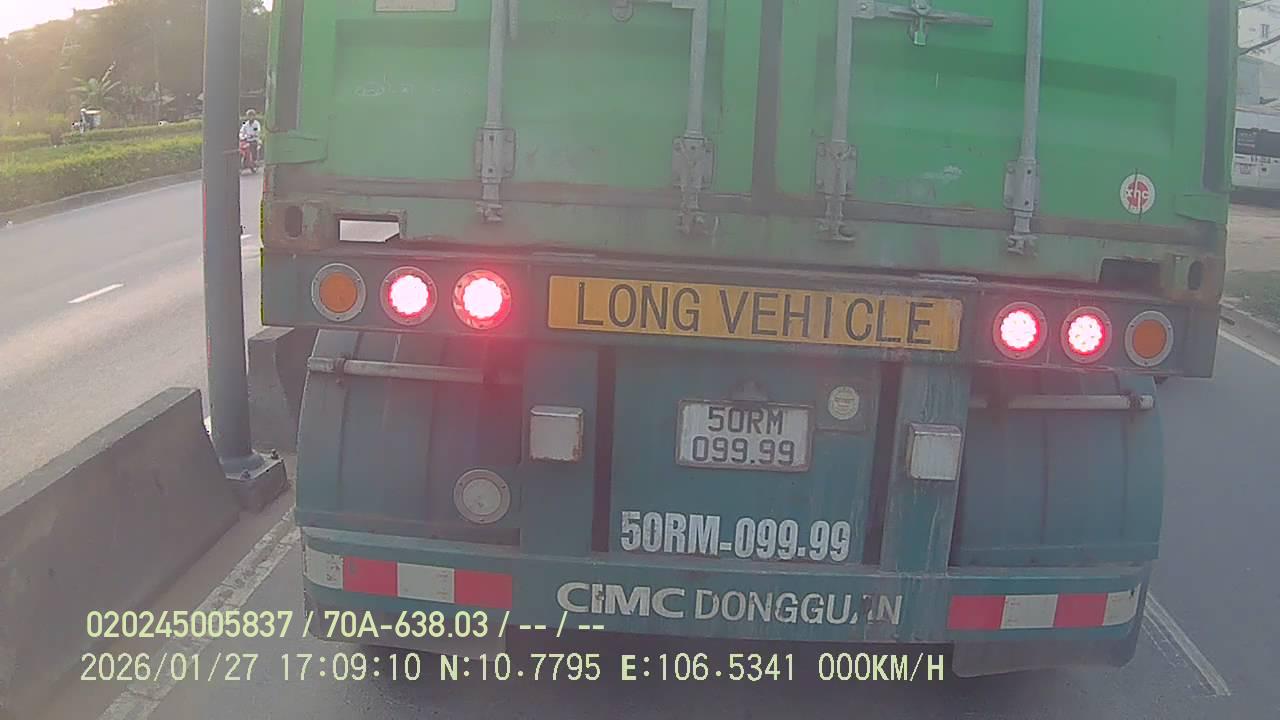 LONG VEHICLE
50RM
099.99
50RM-099.99
CIMC DONGGUAN
020245005837 / 70A-638.03 / -- / --
2026/01/27 17:09:10 N:10.7795 E:106.5341 000KM/H